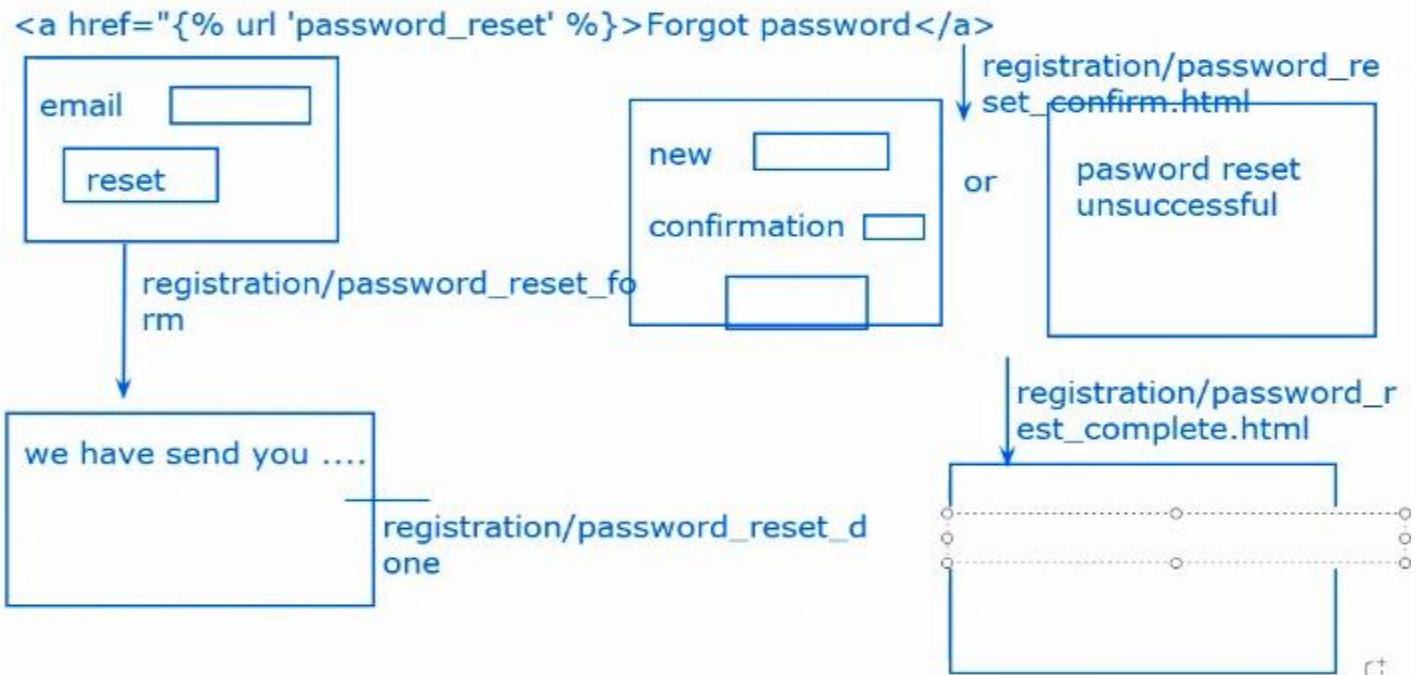 <a href="{% url 'password_reset' %}>Forgot password</a>
email
reset
registration/password_reset_fo
rm
we have send you ....
registration/password_reset_d
one
new
confirmation
or
registration/password_re
set_confirm.html
pasword reset
unsuccessful
registration/password_r
est_complete.html